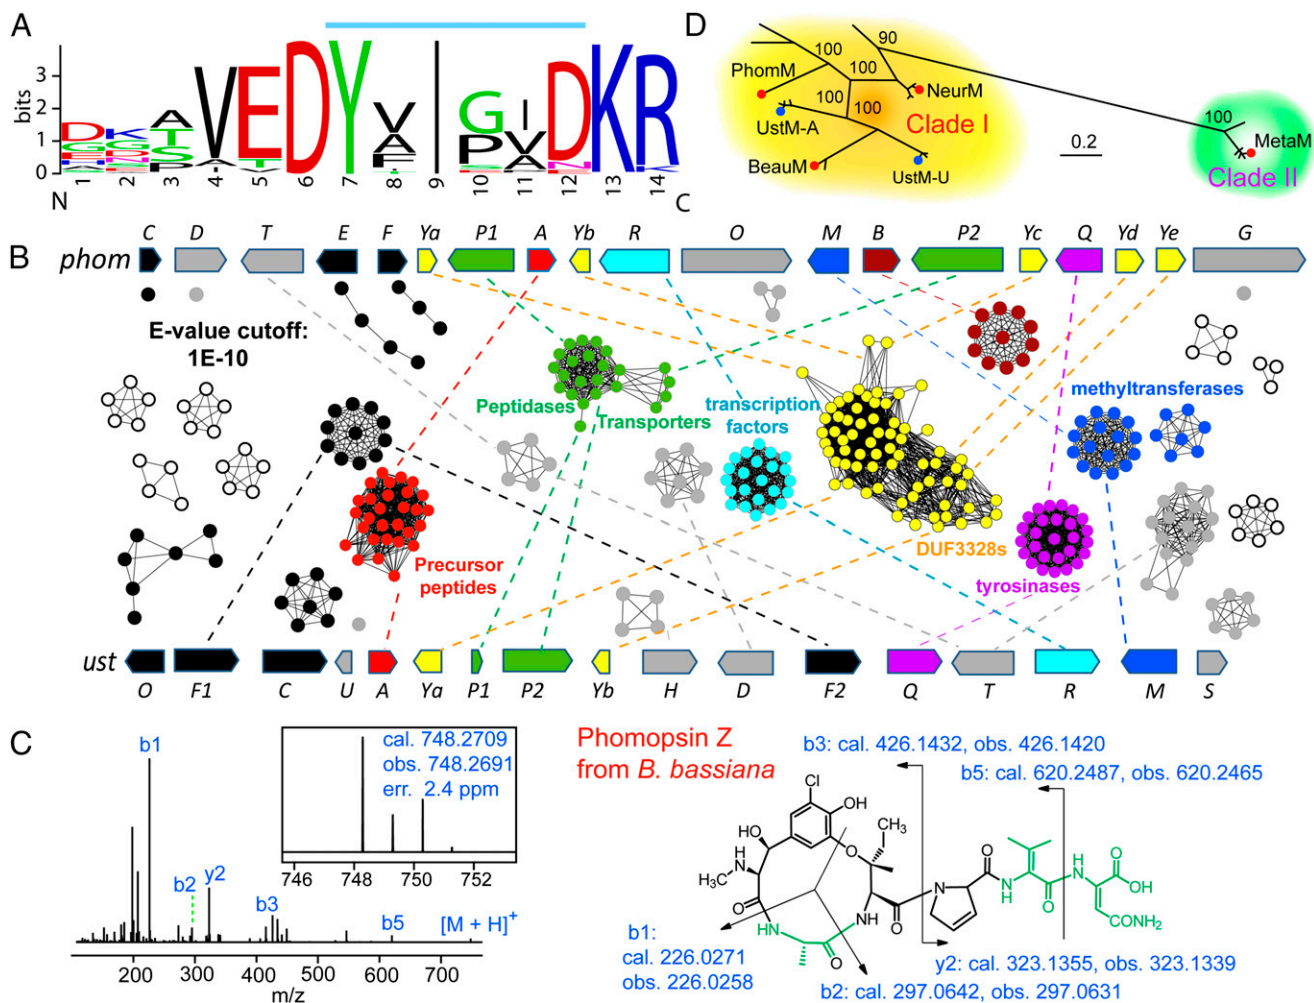 A
bits
3
2
1
0
D K A V E D Y V I G I D K R
1 2 3 4 5 6 7 8 9 10 11 12 13 14
N
C
D
90
100
100
100
100
100
PhomM
NeurM
UstM-A
Clade I
BeauM
UstM-U
0.2
MetaM
Clade II
B
C D T E F Ya P1 A Yb R O M B P2 Yc Q Yd Ye G
phom
E-value cutoff:
1E-10
Peptidases
Transporters
transcription
factors
methyltransferases
Precursor
peptides
DUF3328s
tyrosinases
ust
O F1 C U A Ya P1 P2 Yb H D F2 Q T R M S
C
b1
b2
y2
b3
b5
[M + H]+
200 300 400 500 600 700
m/z
cal. 748.2709
obs. 748.2691
err. 2.4 ppm
746 748 750 752
Phomopsin Z
from B. bassiana
b3: cal. 426.1432, obs. 426.1420
b5: cal. 620.2487, obs. 620.2465
Cl
OH
HO
O
CH3
H
N
H3C
O
HN
O
NH
O
N
O
H
N
O
H
N
O
OH
O
NH2
b1:
cal. 226.0271
obs. 226.0258
y2: cal. 323.1355, obs. 323.1339
b2: cal. 297.0642, obs. 297.0631